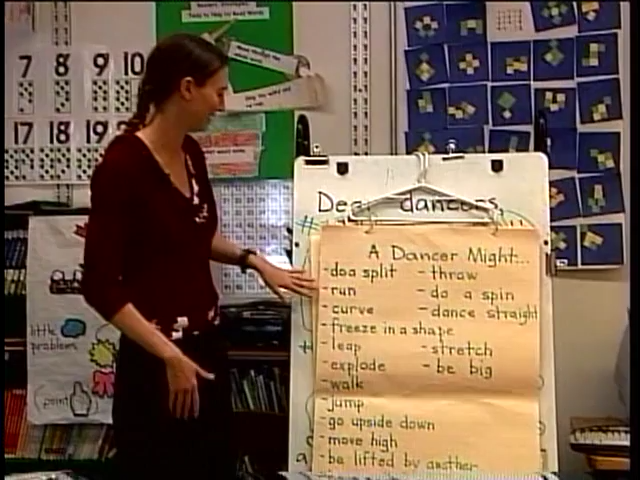 7 8 9 10
17 18 19
little
problems
point
Dea dancers,
A Dancer Might...
-do a split
-throw
-run
-do a spin
-curve
-dance straight
-freeze in a shape
-leap
-stretch
-explode
-be big
-walk
-jump
-go upside down
-move high
-be lifted by another